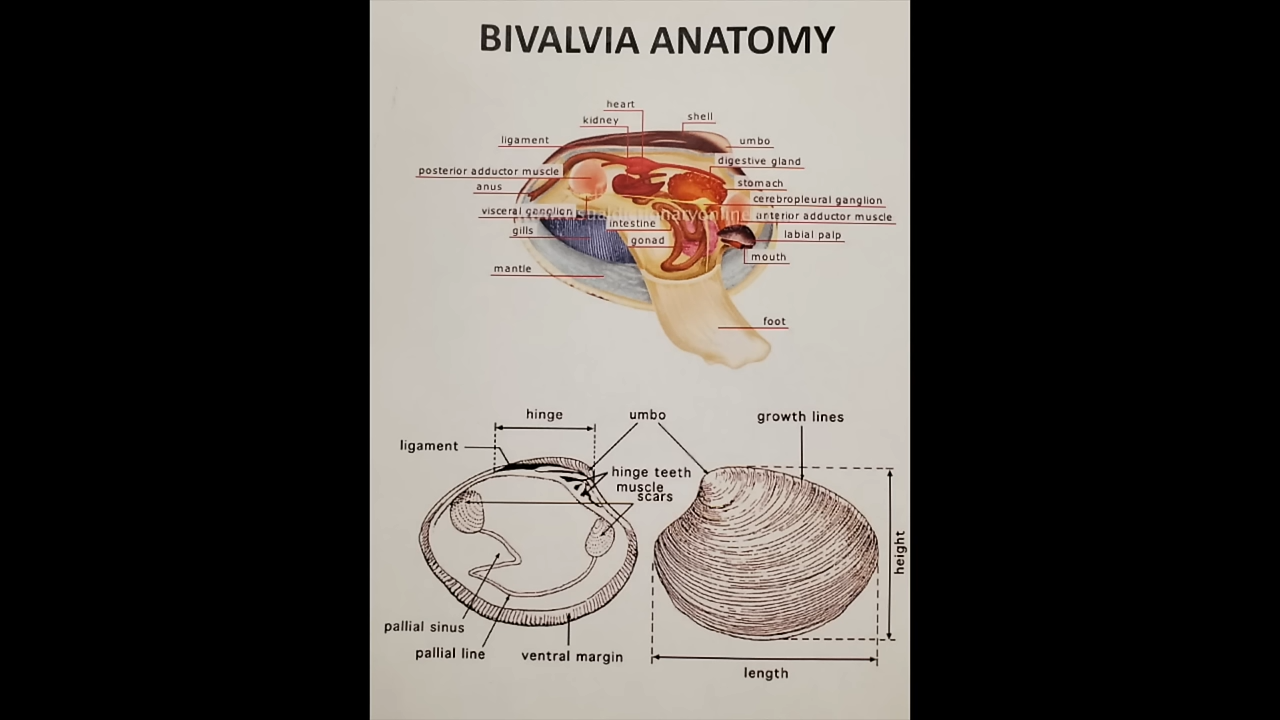 BIVALVIA ANATOMY
heart
kidney
shell
ligament
umbo
digestive gland
posterior adductor muscle
stomach
anus
cerebropleural ganglion
visceral ganglion
anterior adductor muscle
intestine
gills
labial palp
gonad
mouth
mantle
foot
hinge
umbo
growth lines
ligament
hinge teeth
muscle
scars
height
pallial sinus
pallial line
ventral margin
length